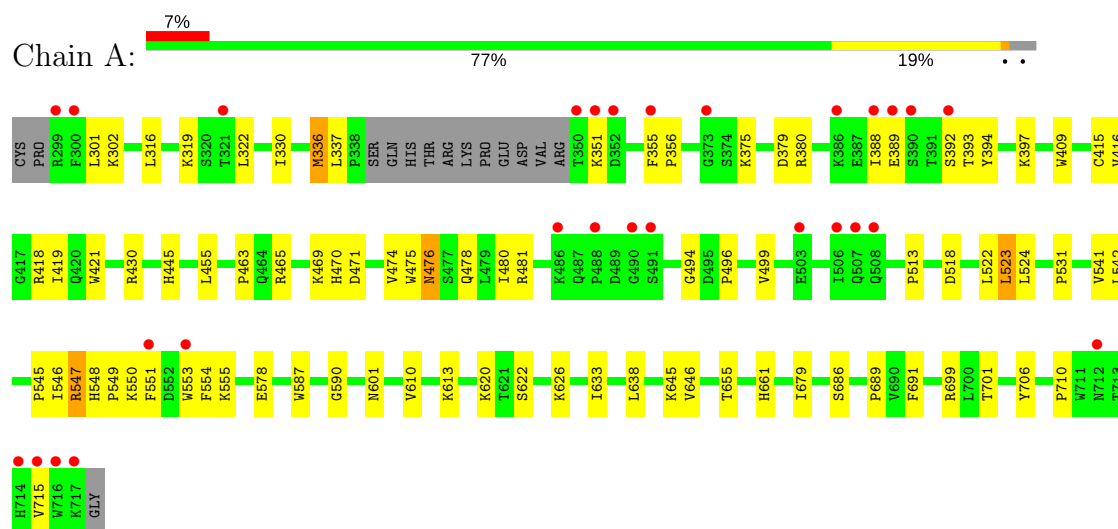 7%
Chain A:
77% 19% • •
CYS PRO R299 F300 L301 K302 L316 K319 S320 T321 L322 I330 M336 L337 P338 SER GLN HIS THR ARG LYS PRO GLU ASP VAL ARG T350 K351 D352 F355 P356 G373 S374 K375 D379 R380 K386 E387 I388 E389 S390 T391 S392 T393 Y394 K397 W409 C415 V416
G417 R418 I419 Q420 W421 R430 H445 L455 P463 Q464 R465 K469 H470 D471 V474 W475 N476 S477 Q478 L479 I480 R481 K486 Q487 P488 D489 G490 S491 G494 D495 P496 V499 E503 I506 Q507 Q508 P513 D518 L522 L523 L524 P531 V541 L542
P545 I546 R547 H548 P549 K550 F551 D552 W553 F554 K555 E578 W587 G590 N601 V610 K613 K620 T621 S622 K626 I633 L638 K645 V646 T655 H661 I679 S686 P689 V690 F691 R699 L700 T701 Y706 P710 W711 N712 T713
H714 V715 W716 K717 GLY